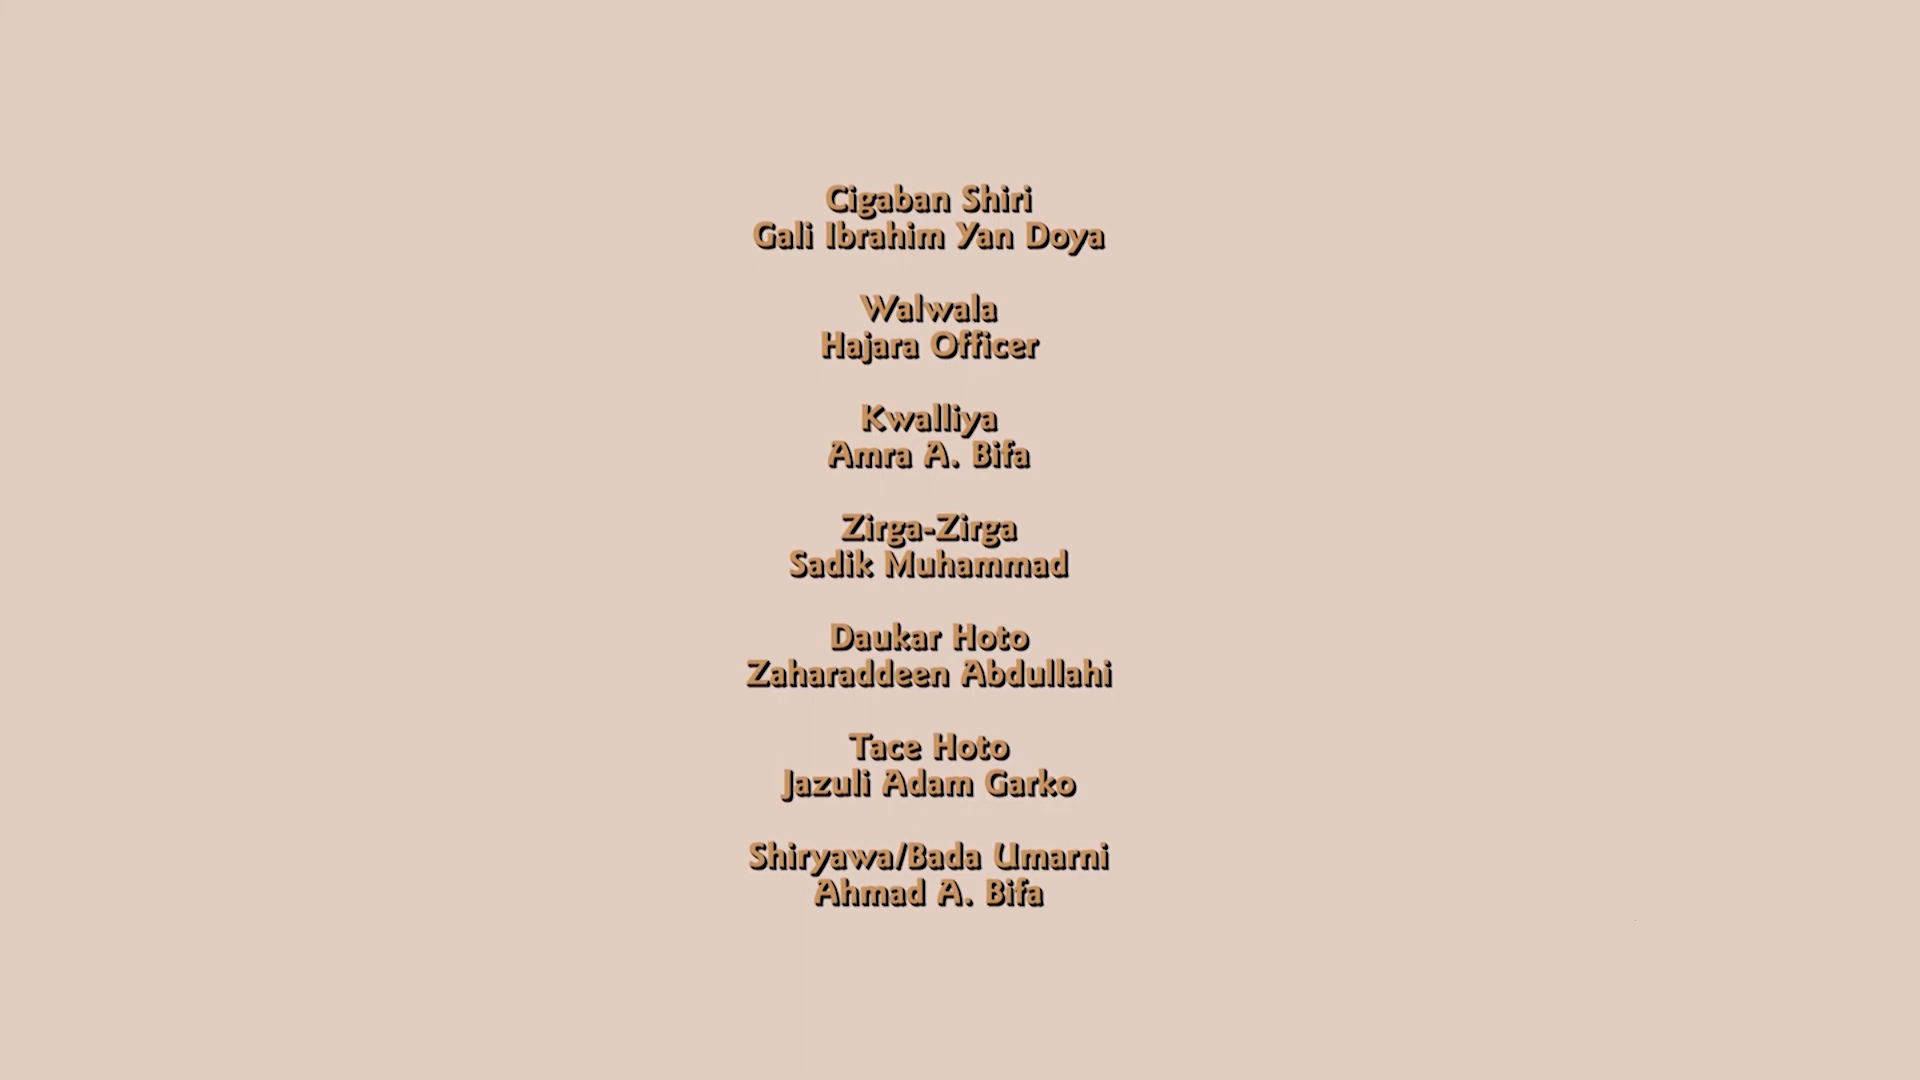 Cigaban Shiri
Gali Ibrahim Yan Doya
Walwala
Hajara Officer
Kwalliya
Amra A. Bifa
Zirga-Zirga
Sadik Muhammad
Daukar Hoto
Zaharaddeen Abdullahi
Tace Hoto
Jazuli Adam Garko
Shiryawa/Bada Umarni
Ahmad A. Bifa